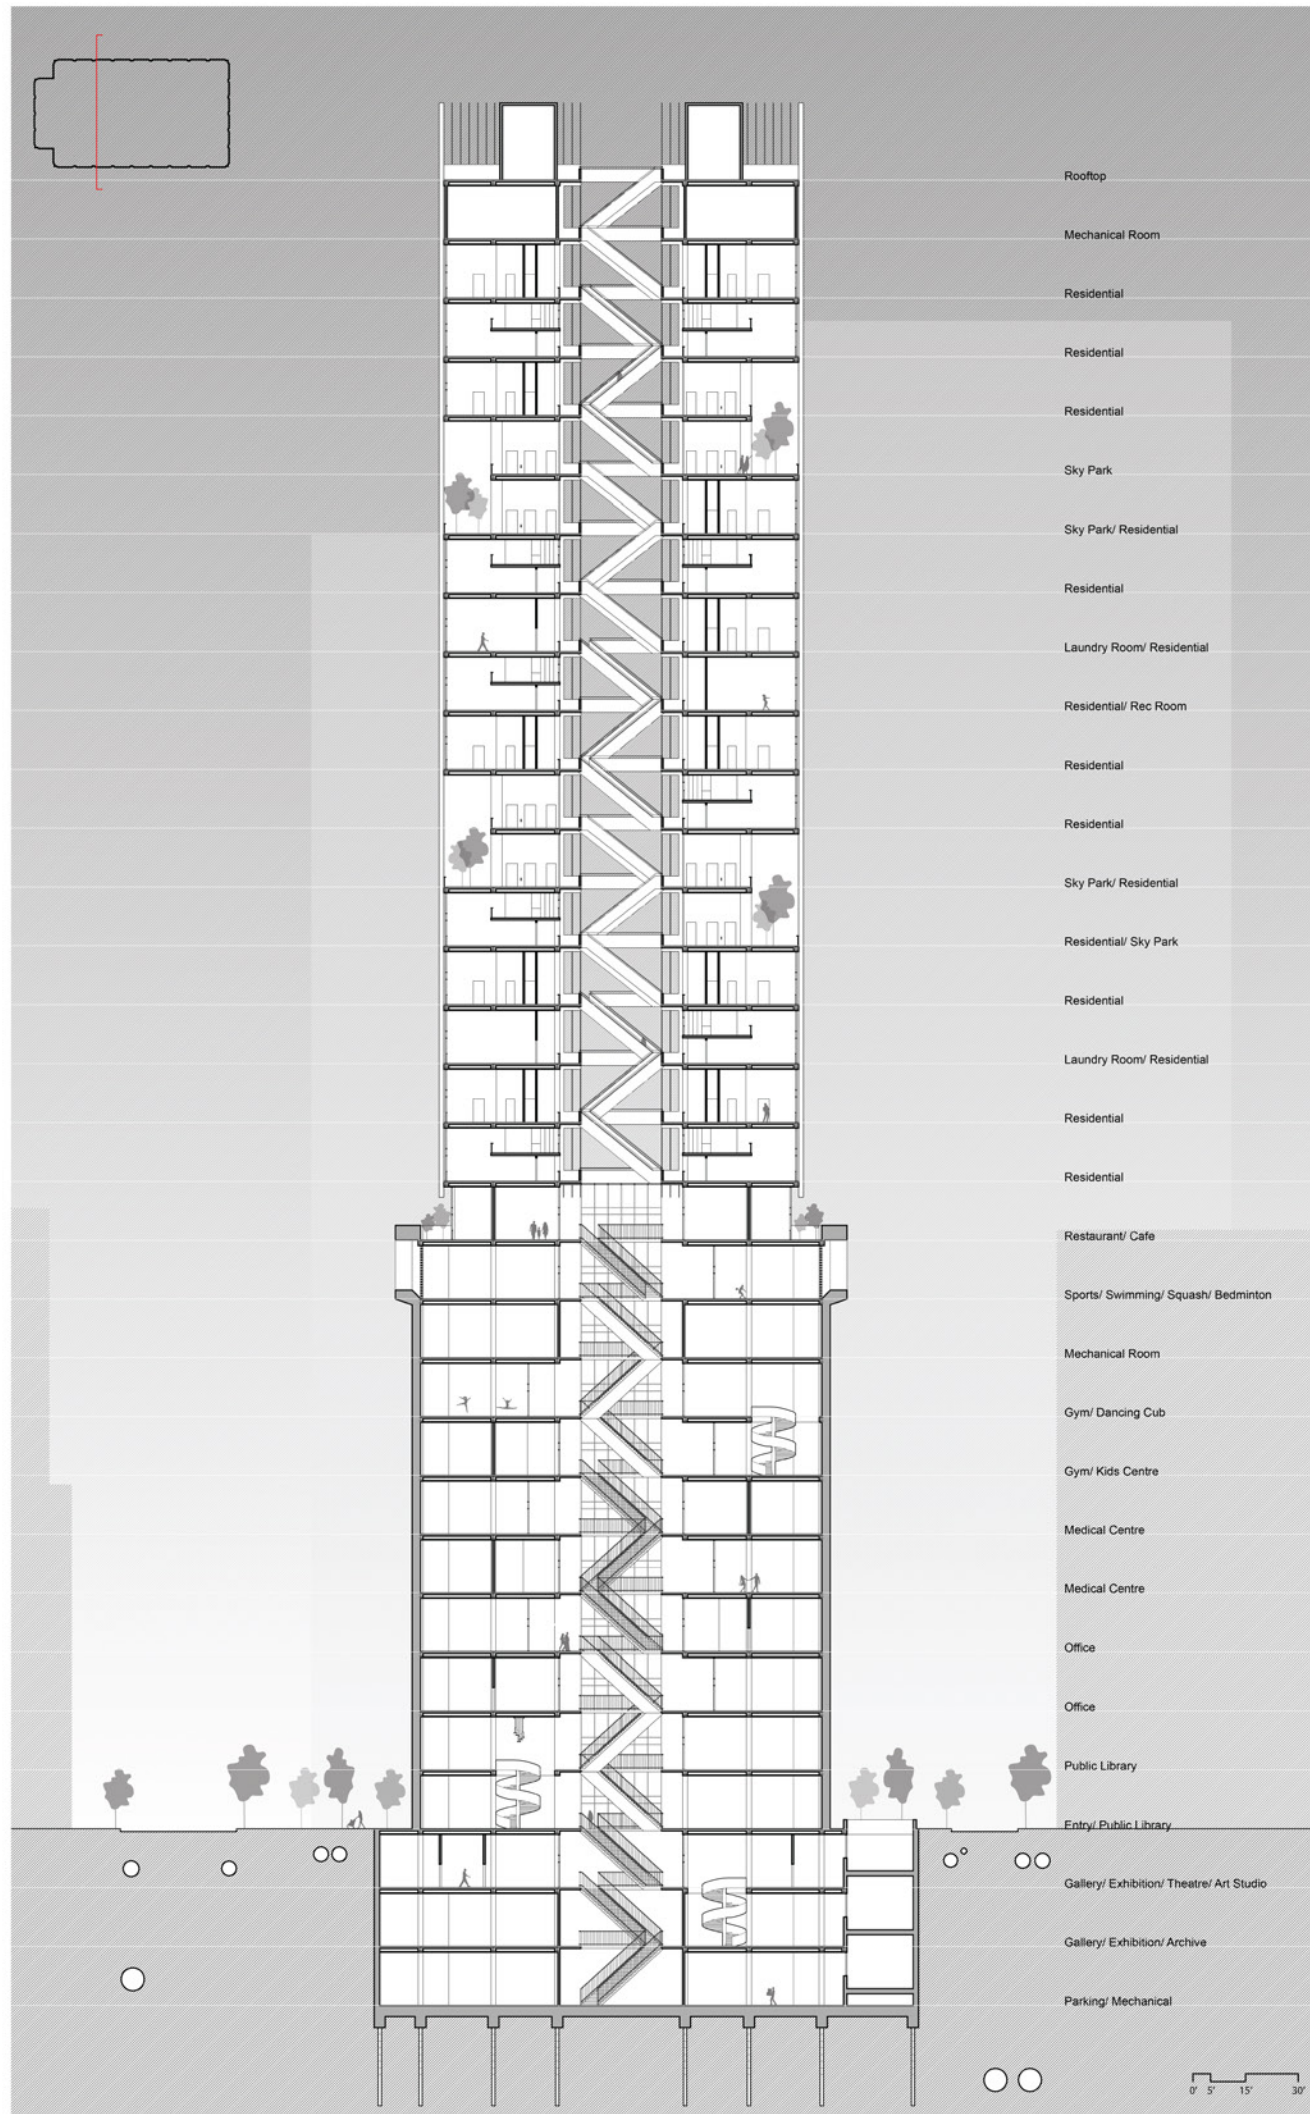 Rooftop
Mechanical Room
Residential
Residential
Residential
Sky Park
Sky Park/ Residential
Residential
Laundry Room/ Residential
Residential/ Rec Room
Residential
Residential
Sky Park/ Residential
Residential/ Sky Park
Residential
Laundry Room/ Residential
Residential
Residential
Restaurant/ Cafe
Sports/ Swimming/ Squash/ Bedminton
Mechanical Room
Gym/ Dancing Cub
Gym/ Kids Centre
Medical Centre
Medical Centre
Office
Office
Public Library
Entry/ Public Library
Gallery/ Exhibition/ Theatre/ Art Studio
Gallery/ Exhibition/ Archive
Parking/ Mechanical
0' 5' 15' 30'